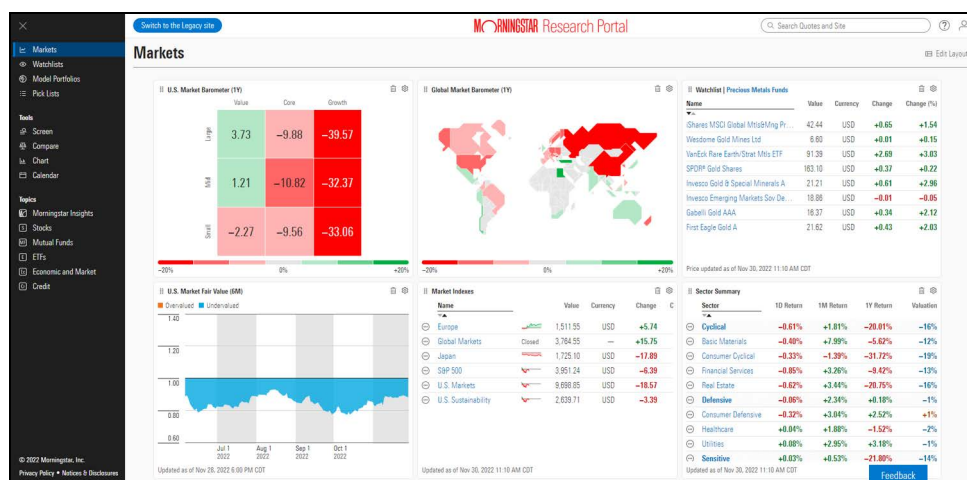 Switch to the Legacy site
MORNINGSTAR Research Portal
Search Quotes and Site
Markets
Watchlists
Model Portfolios
Pick Lists
Tools
Screen
Compare
Chart
Calendar
Topics
Morningstar Insights
Stocks
Mutual Funds
ETFs
Economic and Market
Credit
© 2022 Morningstar, Inc.
Privacy Policy • Notices & Disclosures
Markets
Edit Layout
U.S. Market Barometer (1Y)
Value Core Growth
Large 3.73 −9.88 −39.57
Mid 1.21 −10.82 −32.37
Small −2.27 −9.56 −33.06
−20% 0% +20%
Global Market Barometer (1Y)
−20% 0% +20%
Watchlist | Precious Metals Funds
Name Value Currency Change Change (%)
iShares MSCI Global Mtls&Mng Pr... 42.44 USD +0.65 +1.54
Wesdome Gold Mines Ltd 6.60 USD +0.01 +0.15
VanEck Rare Earth/Strat Mtls ETF 91.39 USD +2.69 +3.03
SPDR® Gold Shares 163.10 USD +0.37 +0.22
Invesco Gold & Special Minerals A 21.21 USD +0.61 +2.96
Invesco Emerging Markets Sov De... 18.86 USD −0.01 −0.05
Gabelli Gold AAA 16.37 USD +0.34 +2.12
First Eagle Gold A 21.62 USD +0.43 +2.03
Price updated as of Nov 30, 2022 11:10 AM CDT
U.S. Market Fair Value (6M)
Overvalued Undervalued
1.40
1.20
1.00
0.80
0.60
Jul 1 Aug 1 Sep 1 Oct 1
2022 2022 2022 2022
Updated as of Nov 28, 2022 6:00 PM CDT
Market Indexes
Name Value Currency Change C
Europe 1,511.55 USD +5.74
Global Markets Closed 3,764.55 — +15.75
Japan 1,725.10 USD −17.89
S&P 500 3,951.24 USD −6.39
U.S. Markets 9,698.85 USD −18.57
U.S. Sustainability 2,639.71 USD −3.39
Updated as of Nov 30, 2022 11:10 AM CDT
Sector Summary
Sector 1D Return 1M Return 1Y Return Valuation
Cyclical −0.61% +1.81% −20.01% −16%
Basic Materials −0.40% +7.99% −5.62% −12%
Consumer Cyclical −0.33% −1.39% −31.72% −19%
Financial Services −0.85% +3.26% −9.42% −13%
Real Estate −0.62% +3.44% −20.75% −16%
Defensive −0.06% +2.34% +0.18% −1%
Consumer Defensive −0.32% +3.04% +2.52% +1%
Healthcare +0.04% +1.88% −1.52% −2%
Utilities +0.08% +2.95% +3.18% −1%
Sensitive +0.03% +0.53% −21.80% −14%
Updated as of Nov 30, 2022 11:10 AM CDT
Feedback